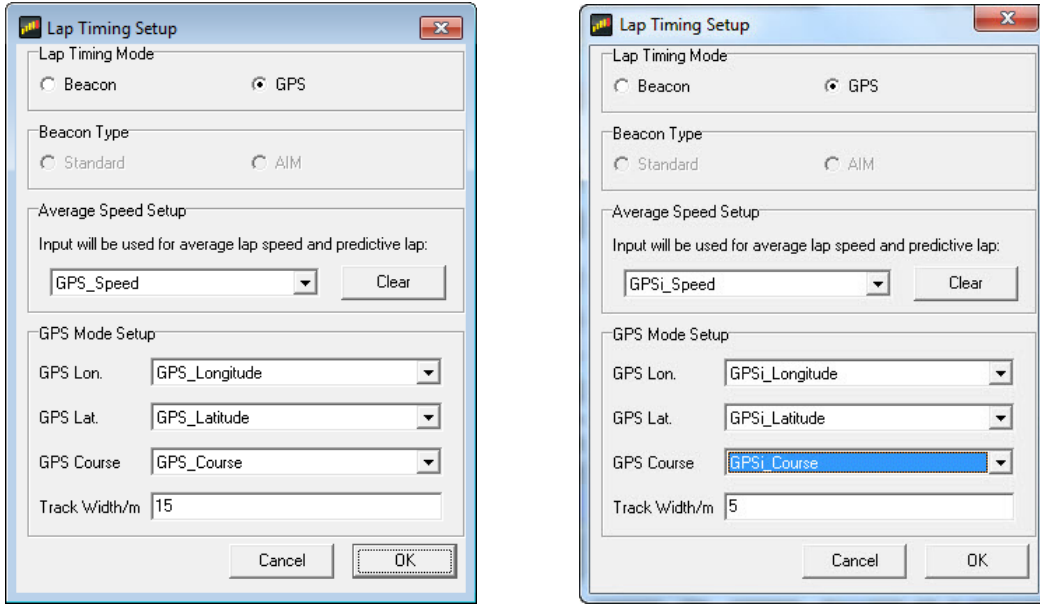 Lap Timing Setup
Lap Timing Mode
Beacon
GPS
Beacon Type
Standard
AIM
Average Speed Setup
Input will be used for average lap speed and predictive lap:
GPS_Speed
Clear
GPS Mode Setup
GPS Lon.
GPS_Longitude
GPS Lat.
GPS_Latitude
GPS Course
GPS_Course
Track Width/m
15
Cancel
OK
Lap Timing Setup
Lap Timing Mode
Beacon
GPS
Beacon Type
Standard
AIM
Average Speed Setup
Input will be used for average lap speed and predictive lap:
GPSi_Speed
Clear
GPS Mode Setup
GPS Lon.
GPSi_Longitude
GPS Lat.
GPSi_Latitude
GPS Course
GPSi_Course
Track Width/m
5
Cancel
OK